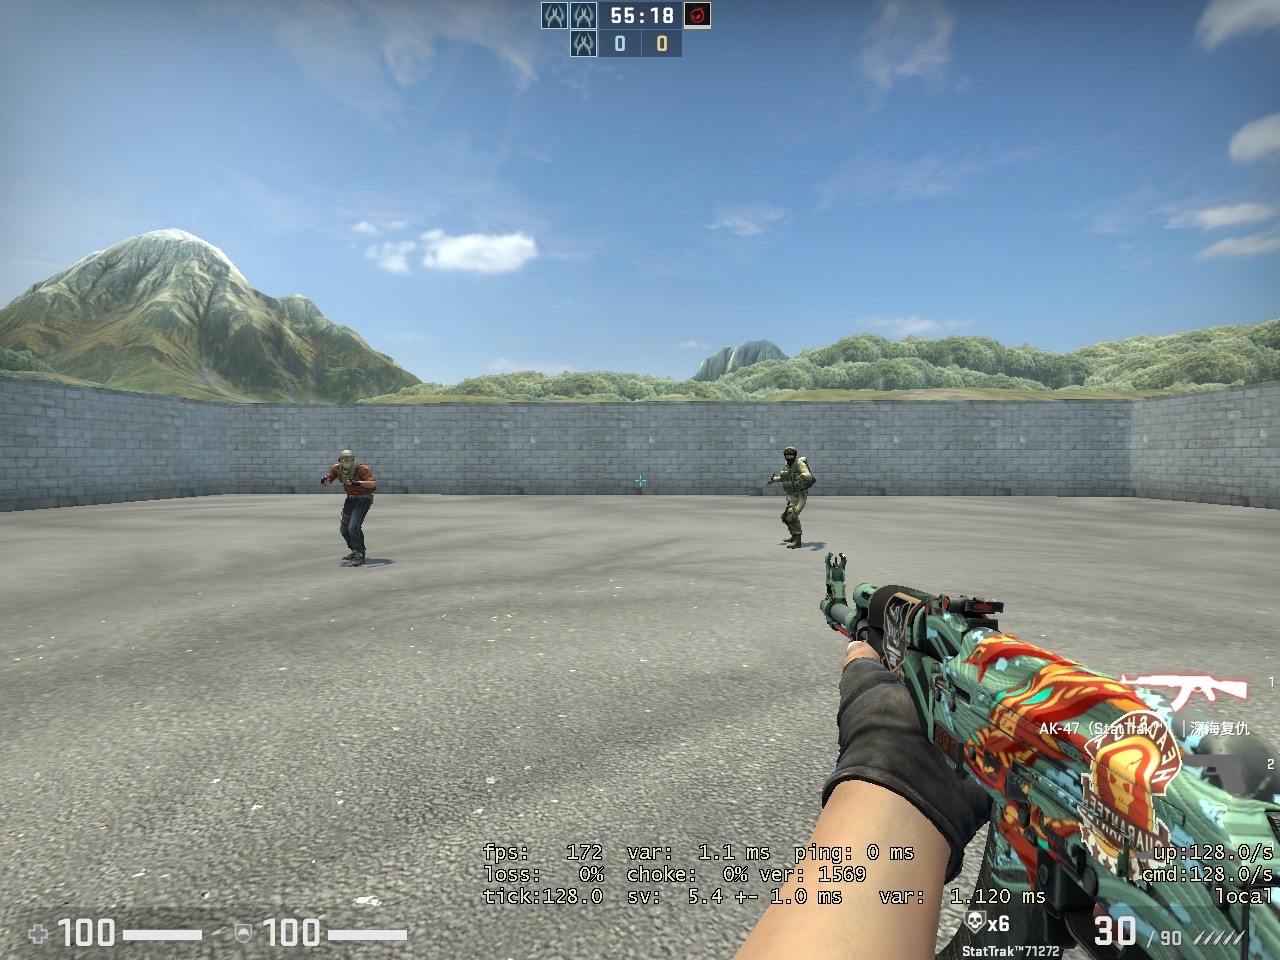 55:18
0 0
1
AK-47（StatTrak™）| 深海复仇
2
HEADSHOT
GUARANTEED
fps: 172 var: 1.1 ms ping: 0 ms up:128.0/s
loss: 0% choke: 0% ver: 1569 cmd:128.0/s
tick:128.0 sv: 5.4 +- 1.0 ms var: 1.120 ms local
100 100 x6 30 / 90
StatTrak™71272